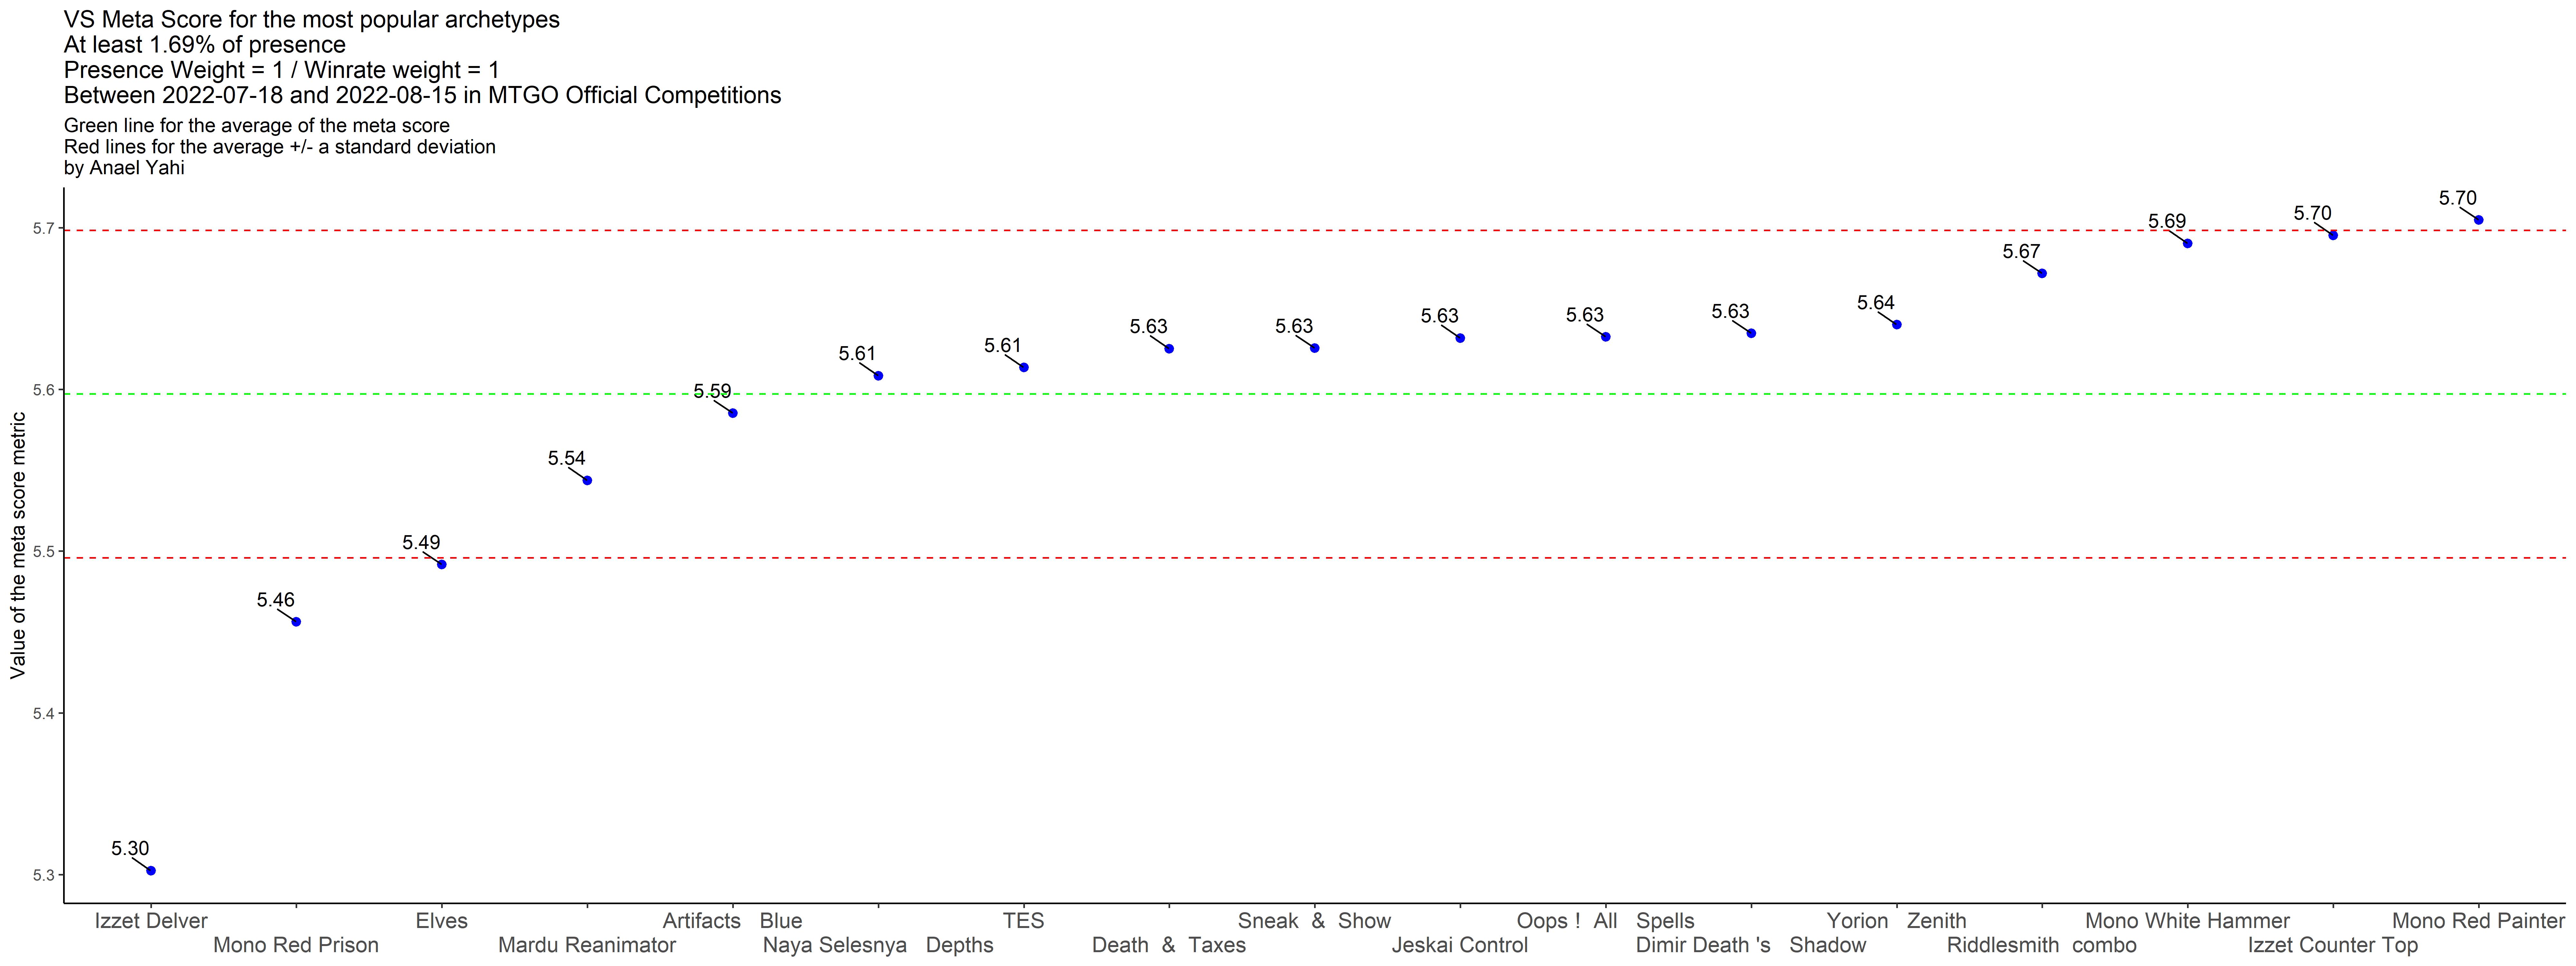 VS Meta Score for the most popular archetypes
At least 1.69% of presence
Presence Weight = 1 / Winrate weight = 1
Between 2022-07-18 and 2022-08-15 in MTGO Official Competitions
Green line for the average of the meta score
Red lines for the average +/- a standard deviation
by Anael Yahi
Value of the meta score metric
5.7
5.6
5.5
5.4
5.3
5.30
5.46
5.49
5.54
5.59
5.61
5.61
5.63
5.63
5.63
5.63
5.63
5.64
5.67
5.69
5.70
5.70
Izzet Delver
Mono Red Prison
Elves
Mardu Reanimator
Artifacts Blue
Naya Selesnya Depths
TES
Death & Taxes
Sneak & Show
Jeskai Control
Oops ! All Spells
Dimir Death 's Shadow
Yorion Zenith
Riddlesmith combo
Mono White Hammer
Izzet Counter Top
Mono Red Painter